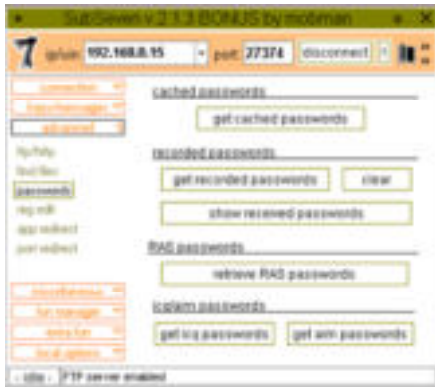 SubSeven v.2.1.3 BONUS by mobman
ip/uin: 192.168.0.15 port: 27374 disconnect
connection
keys/messages
advanced
ftp/http
find files
passwords
reg edit
app redirect
port redirect
miscellaneous
fun manager
extra fun
local options
cached passwords
get cached passwords
recorded passwords
get recorded passwords clear
show received passwords
RAS passwords
retrieve RAS passwords
icq/aim passwords
get icq passwords get aim passwords
- idle - FTP server enabled